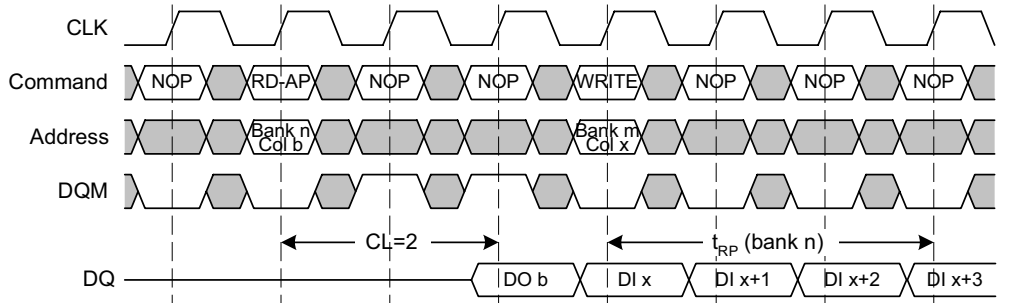 CLK
Command NOP RD-AP NOP NOP WRITE NOP NOP NOP
Address Bank n Col b Bank m Col x
DQM
CL=2 tRP (bank n)
DQ DO b DI x DI x+1 DI x+2 DI x+3